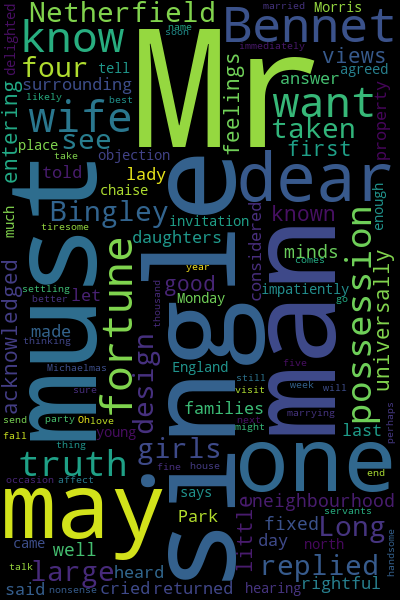 delighted
married
soon
name
Morris
immediately
Netherfield
know
Mr
Bennet
four
tell
views
agreed
surrounding
likely
best
feelings
answer
property
entering
wife
want
place
see
take
objection
taken
first
told
lady
dear
chaise
must
single
man
Bingley
invitation
known
enough
much
tiresome
daughters
considered
minds
possession
universally
fortune
good
year
comes
acknowledged
settling
let
design
Monday
thousand
impatiently
go
better
made
England
thinking
Michaelmas
sure
still
week
will
five
visit
marrying
send
party
Oh
love
families
next
might
last
perhaps
fall
thing
young
girls
one
truth
fine
house
says
end
occasion
affect
may
Park
little
neighbourhood
Long
servants
handsome
came
well
fixed
day
north
talk
large
heard
replied
said
nonsense
cried
returned
hearing
rightful